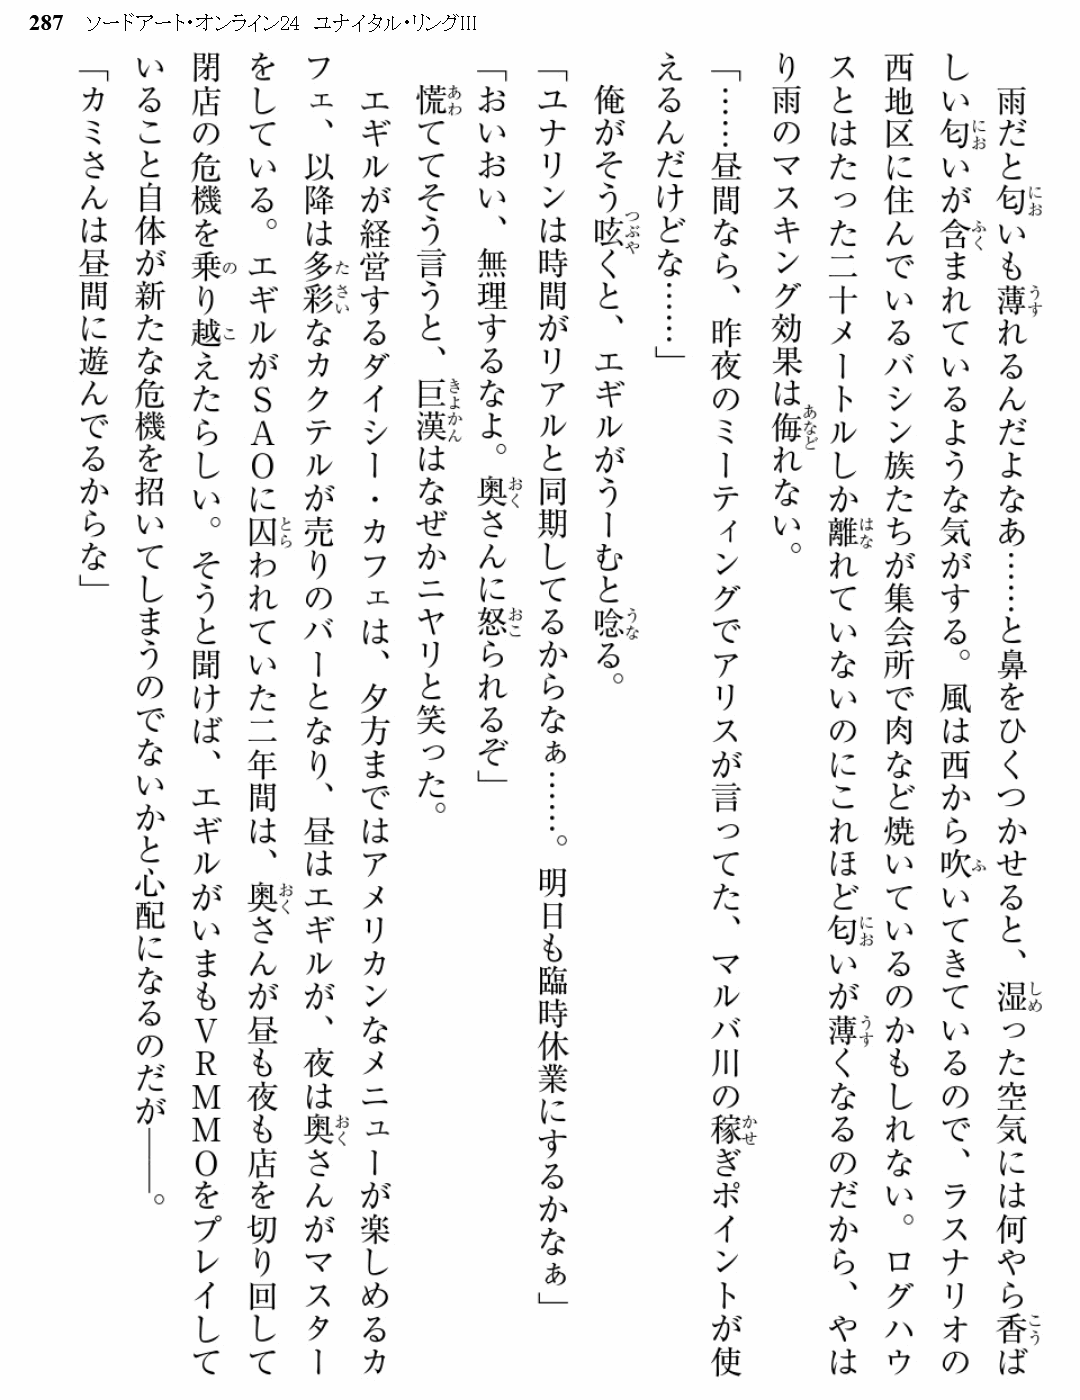 287 ソードアート・オンライン24 ユナイタル・リングIII
雨だと匂いも薄れるんだよなあ……と鼻をひくつかせると、湿った空気には何やら香ば
しい匂いが含まれているような気がする。風は西から吹いてきているので、ラスナリオの
西地区に住んでいるバシン族たちが集会所で肉など焼いているのかもしれない。ログハウ
スとはたった二十メートルしか離れていないのにこれほど匂いが薄くなるのだから、やは
り雨のマスキング効果は侮れない。
「……昼間なら、昨夜のミーティングでアリスが言ってた、マルバ川の稼ぎポイントが使
えるんだけどな……」
俺がそう呟くと、エギルがうーむと唸る。
「ユナリンは時間がリアルと同期してるからなぁ……。明日も臨時休業にするかなぁ」
「おいおい、無理するなよ。奥さんに怒られるぞ」
慌ててそう言うと、巨漢はなぜかニヤリと笑った。
エギルが経営するダイシー・カフェは、夕方まではアメリカンなメニューが楽しめるカ
フェ、以降は多彩なカクテルが売りのバーとなり、昼はエギルが、夜は奥さんがマスター
をしている。エギルがＳＡＯに囚われていた二年間は、奥さんが昼も夜も店を切り回して
閉店の危機を乗り越えたらしい。そうと聞けば、エギルがいまもＶＲＭＭＯをプレイして
いること自体が新たな危機を招いてしまうのでないかと心配になるのだが――。
「カミさんは昼間に遊んでるからな」